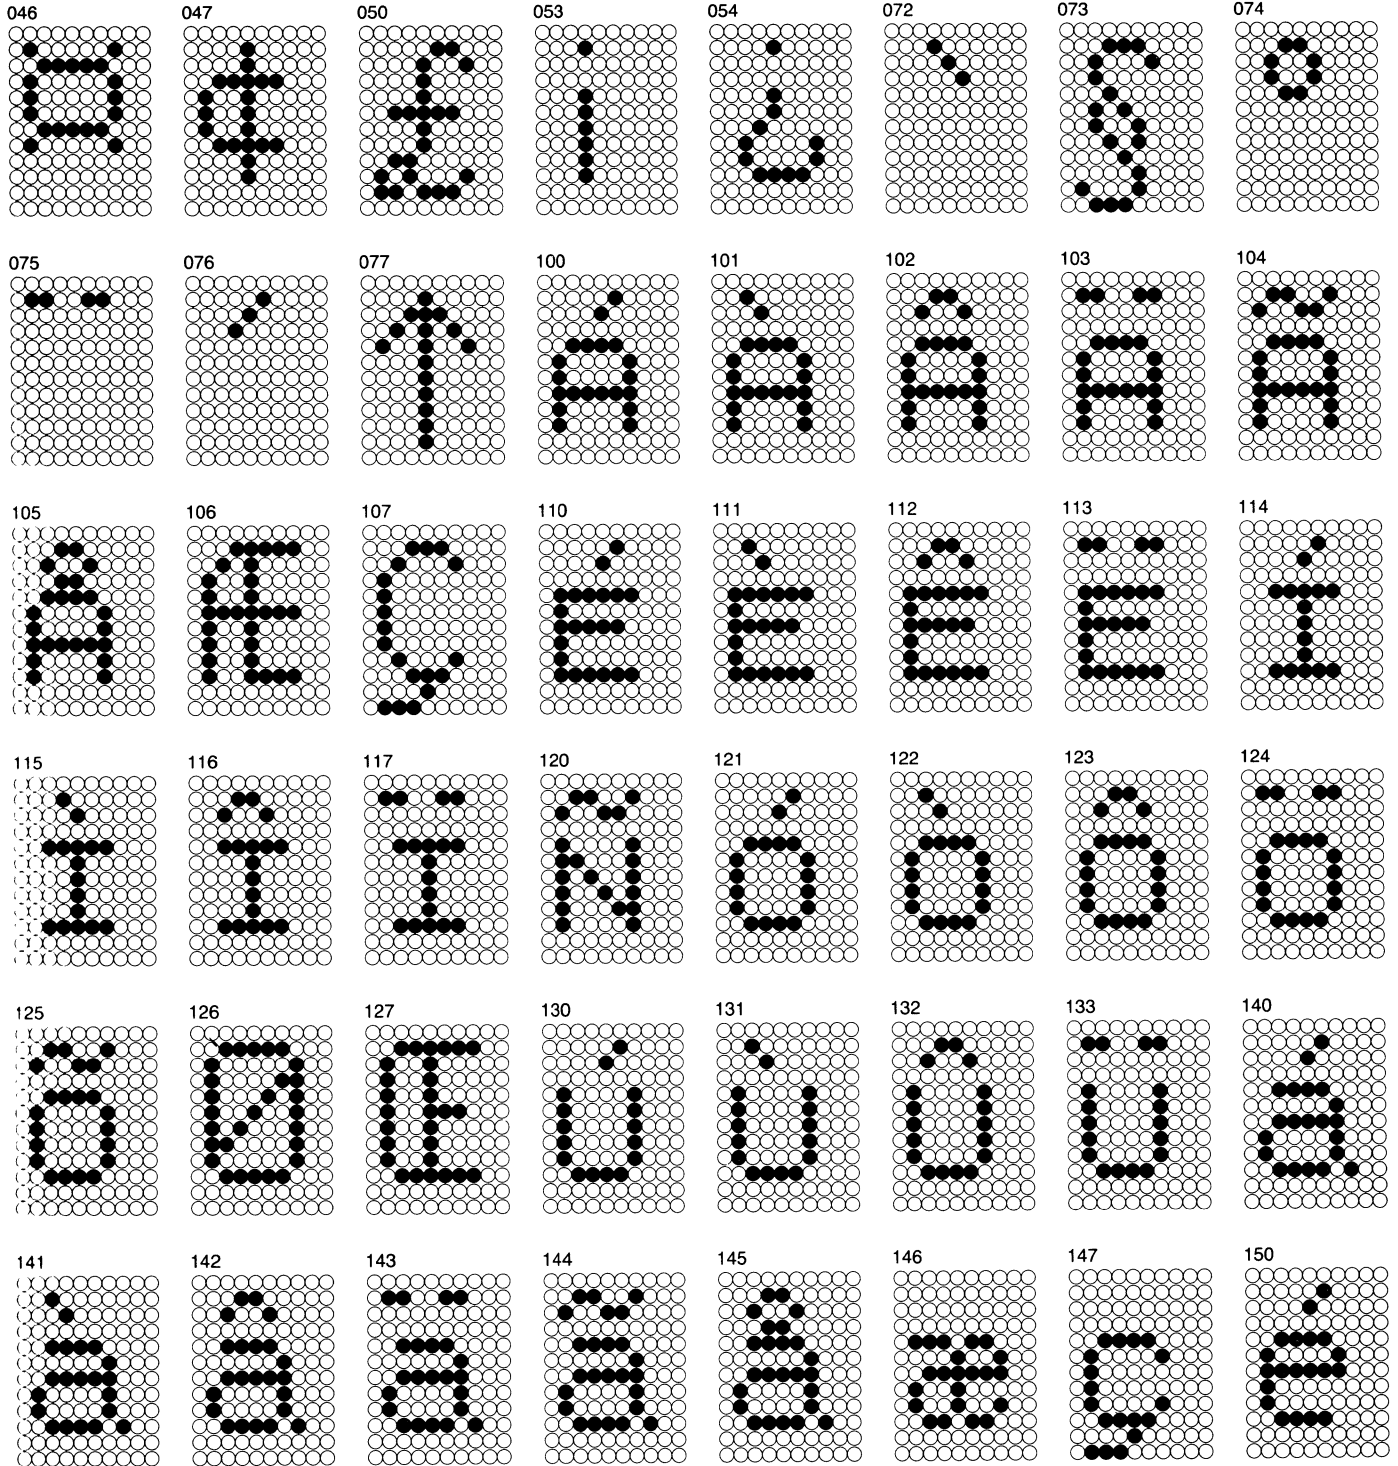 046 047 050 053 054 072 073 074
¤ ¢ £ ¡ ¿ ` § °
075 076 077 100 101 102 103 104
¨ ´ ↑ Á À Â Ä Ã
105 106 107 110 111 112 113 114
Å Æ Ç É È Ê Ë Í
115 116 117 120 121 122 123 124
Ì Î Ï Ñ Ó Ò Ô Ö
125 126 127 130 131 132 133 140
Õ Ø Œ Ú Ù Û Ü á
141 142 143 144 145 146 147 150
à â ä ã å æ ç é